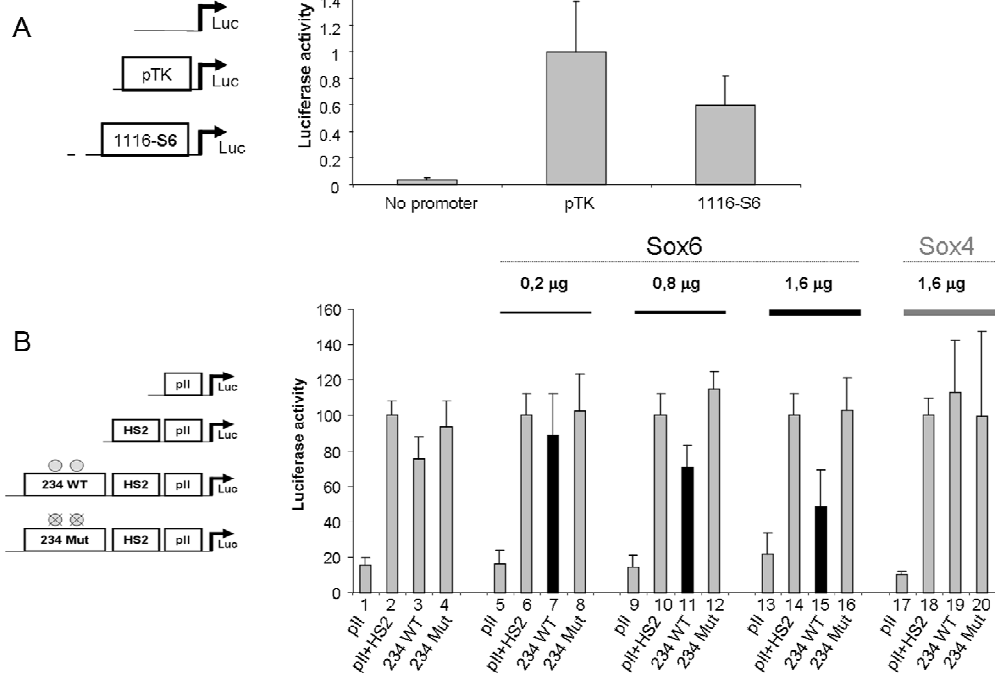 A
Luc
pTK
Luc
1116-S6
Luc
Luciferase activity
1.4
1.2
1
0.8
0.6
0.4
0.2
0
No promoter
pTK
1116-S6
Sox6
Sox4
0,2 µg
0,8 µg
1,6 µg
1,6 µg
B
pII
Luc
HS2
pII
Luc
234 WT
HS2
pII
Luc
234 Mut
HS2
pII
Luc
Luciferase activity
160
140
120
100
80
60
40
20
0
1 2 3 4 5 6 7 8 9 10 11 12 13 14 15 16 17 18 19 20
pII
pII+HS2
234 WT
234 Mut
pII
pII+HS2
234 WT
234 Mut
pII
pII+HS2
234 WT
234 Mut
pII
pII+HS2
234 WT
234 Mut
pII
pII+HS2
234 WT
234 Mut